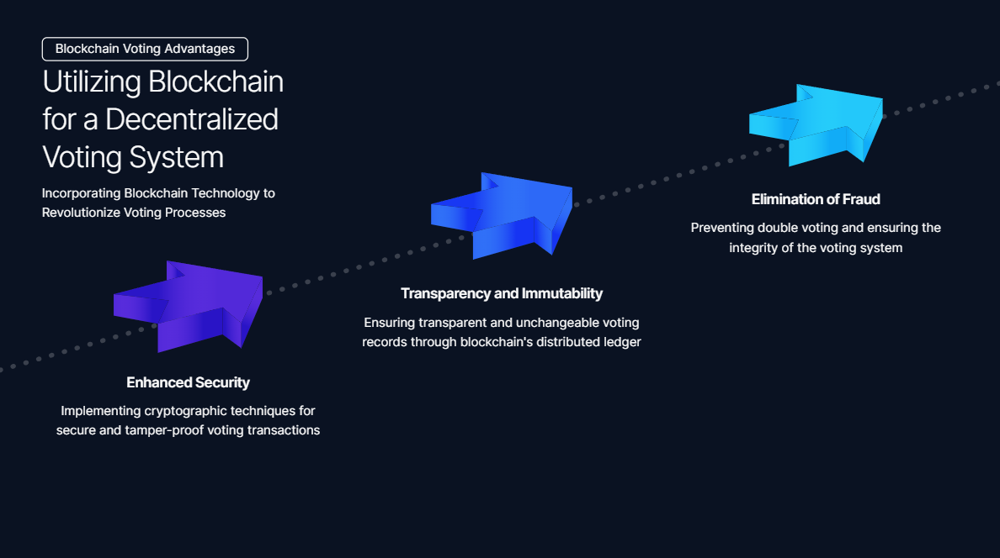 Blockchain Voting Advantages
Utilizing Blockchain
for a Decentralized
Voting System
Incorporating Blockchain Technology to
Revolutionize Voting Processes
Enhanced Security
Implementing cryptographic techniques for
secure and tamper-proof voting transactions
Transparency and Immutability
Ensuring transparent and unchangeable voting
records through blockchain's distributed ledger
Elimination of Fraud
Preventing double voting and ensuring the
integrity of the voting system